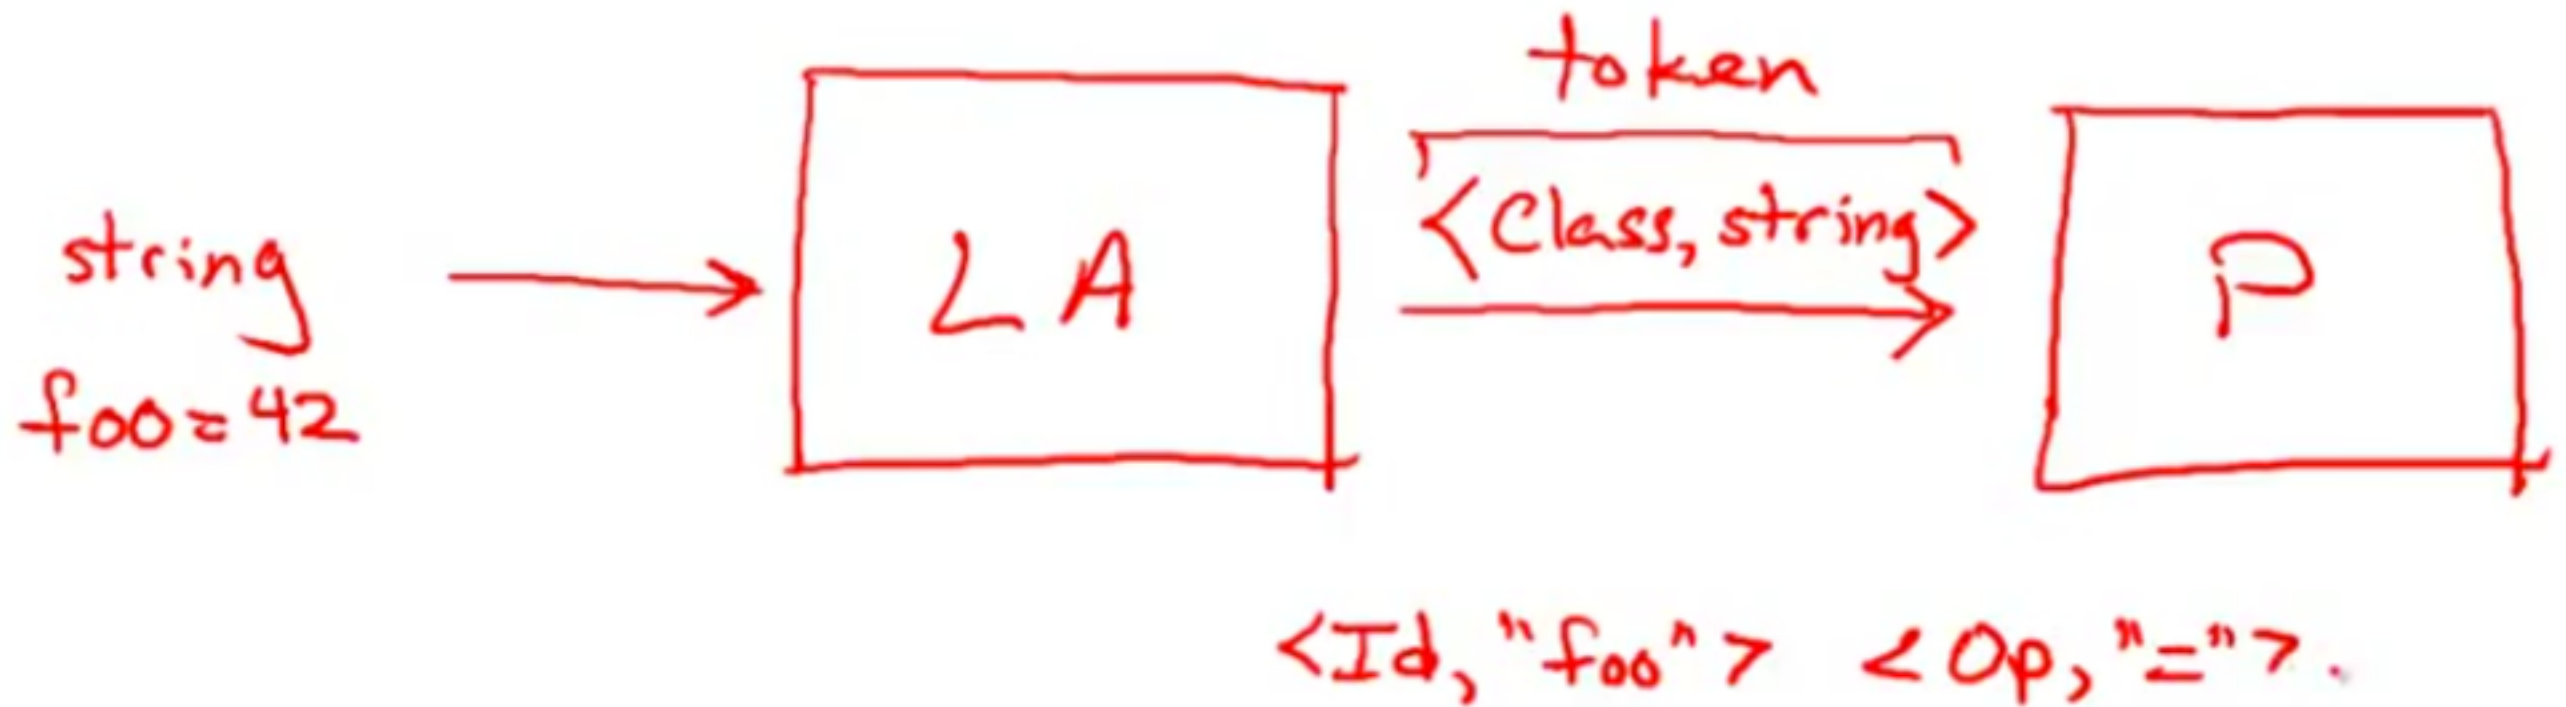 token
<Class, string>
string
LA
P
foo=42
<Id, "foo"> <Op, "=">.